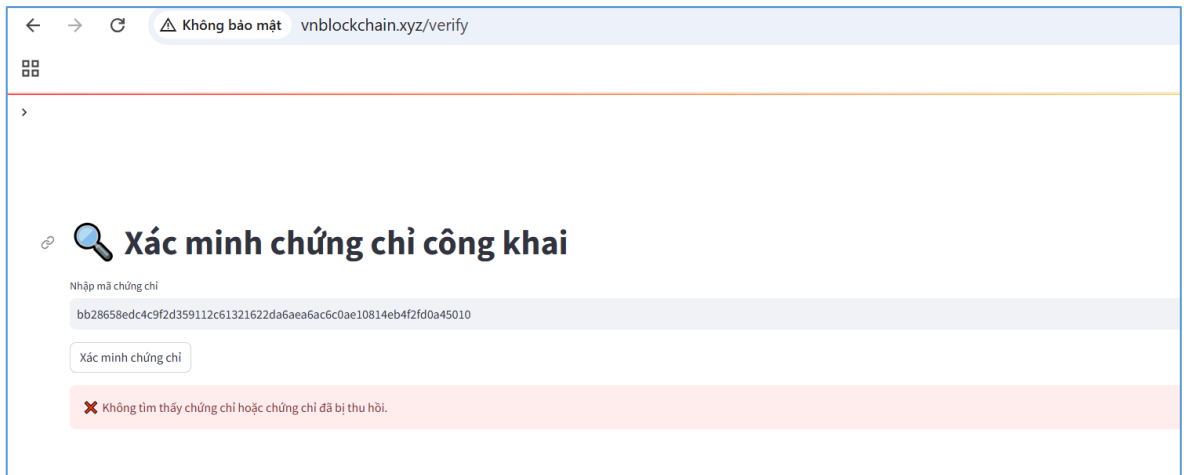 Không bảo mật vnblockchain.xyz/verify
Xác minh chứng chỉ công khai
Nhập mã chứng chỉ
bb28658edc4c9f2d359112c61321622da6aea6ac6c0ae10814eb4f2fd0a45010
Xác minh chứng chỉ
Không tìm thấy chứng chỉ hoặc chứng chỉ đã bị thu hồi.